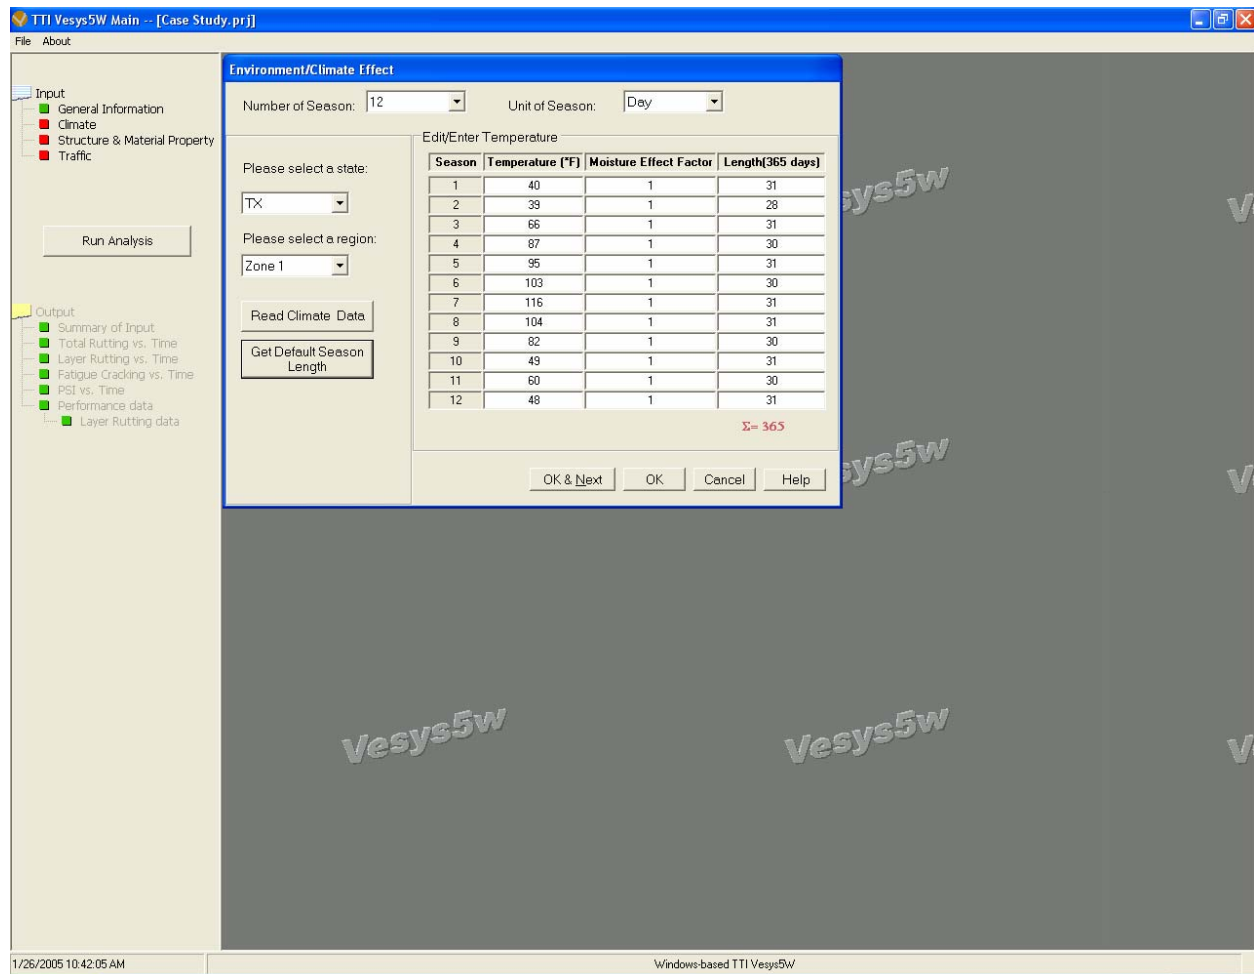 TTI Vesys5W Main -- [Case Study.prj]
File About
Input
General Information
Climate
Structure & Material Property
Traffic
Run Analysis
Output
Summary of Input
Total Rutting vs. Time
Layer Rutting vs. Time
Fatigue Cracking vs. Time
PSI vs. Time
Performance data
Layer Rutting data
Environment/Climate Effect
Number of Season: 12 Unit of Season: Day
Please select a state:
TX
Please select a region:
Zone 1
Read Climate Data
Get Default Season
Length
Edit/Enter Temperature
Season Temperature (°F) Moisture Effect Factor Length(365 days)
1 40 1 31
2 39 1 28
3 66 1 31
4 87 1 30
5 95 1 31
6 103 1 30
7 116 1 31
8 104 1 31
9 82 1 30
10 49 1 31
11 60 1 30
12 48 1 31
Σ= 365
OK & Next OK Cancel Help
sys5W
V
sys5W
V
Vesys5W Vesys5W Ve
1/26/2005 10:42:05 AM Windows-based TTI Vesys5W